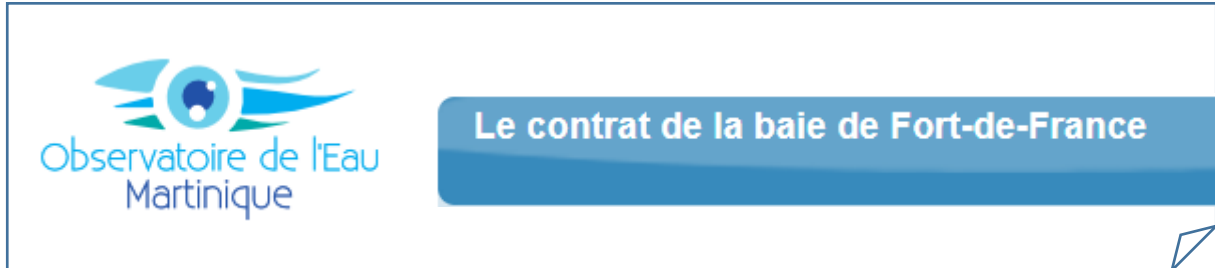 Observatoire de l'Eau
Martinique
Le contrat de la baie de Fort-de-France